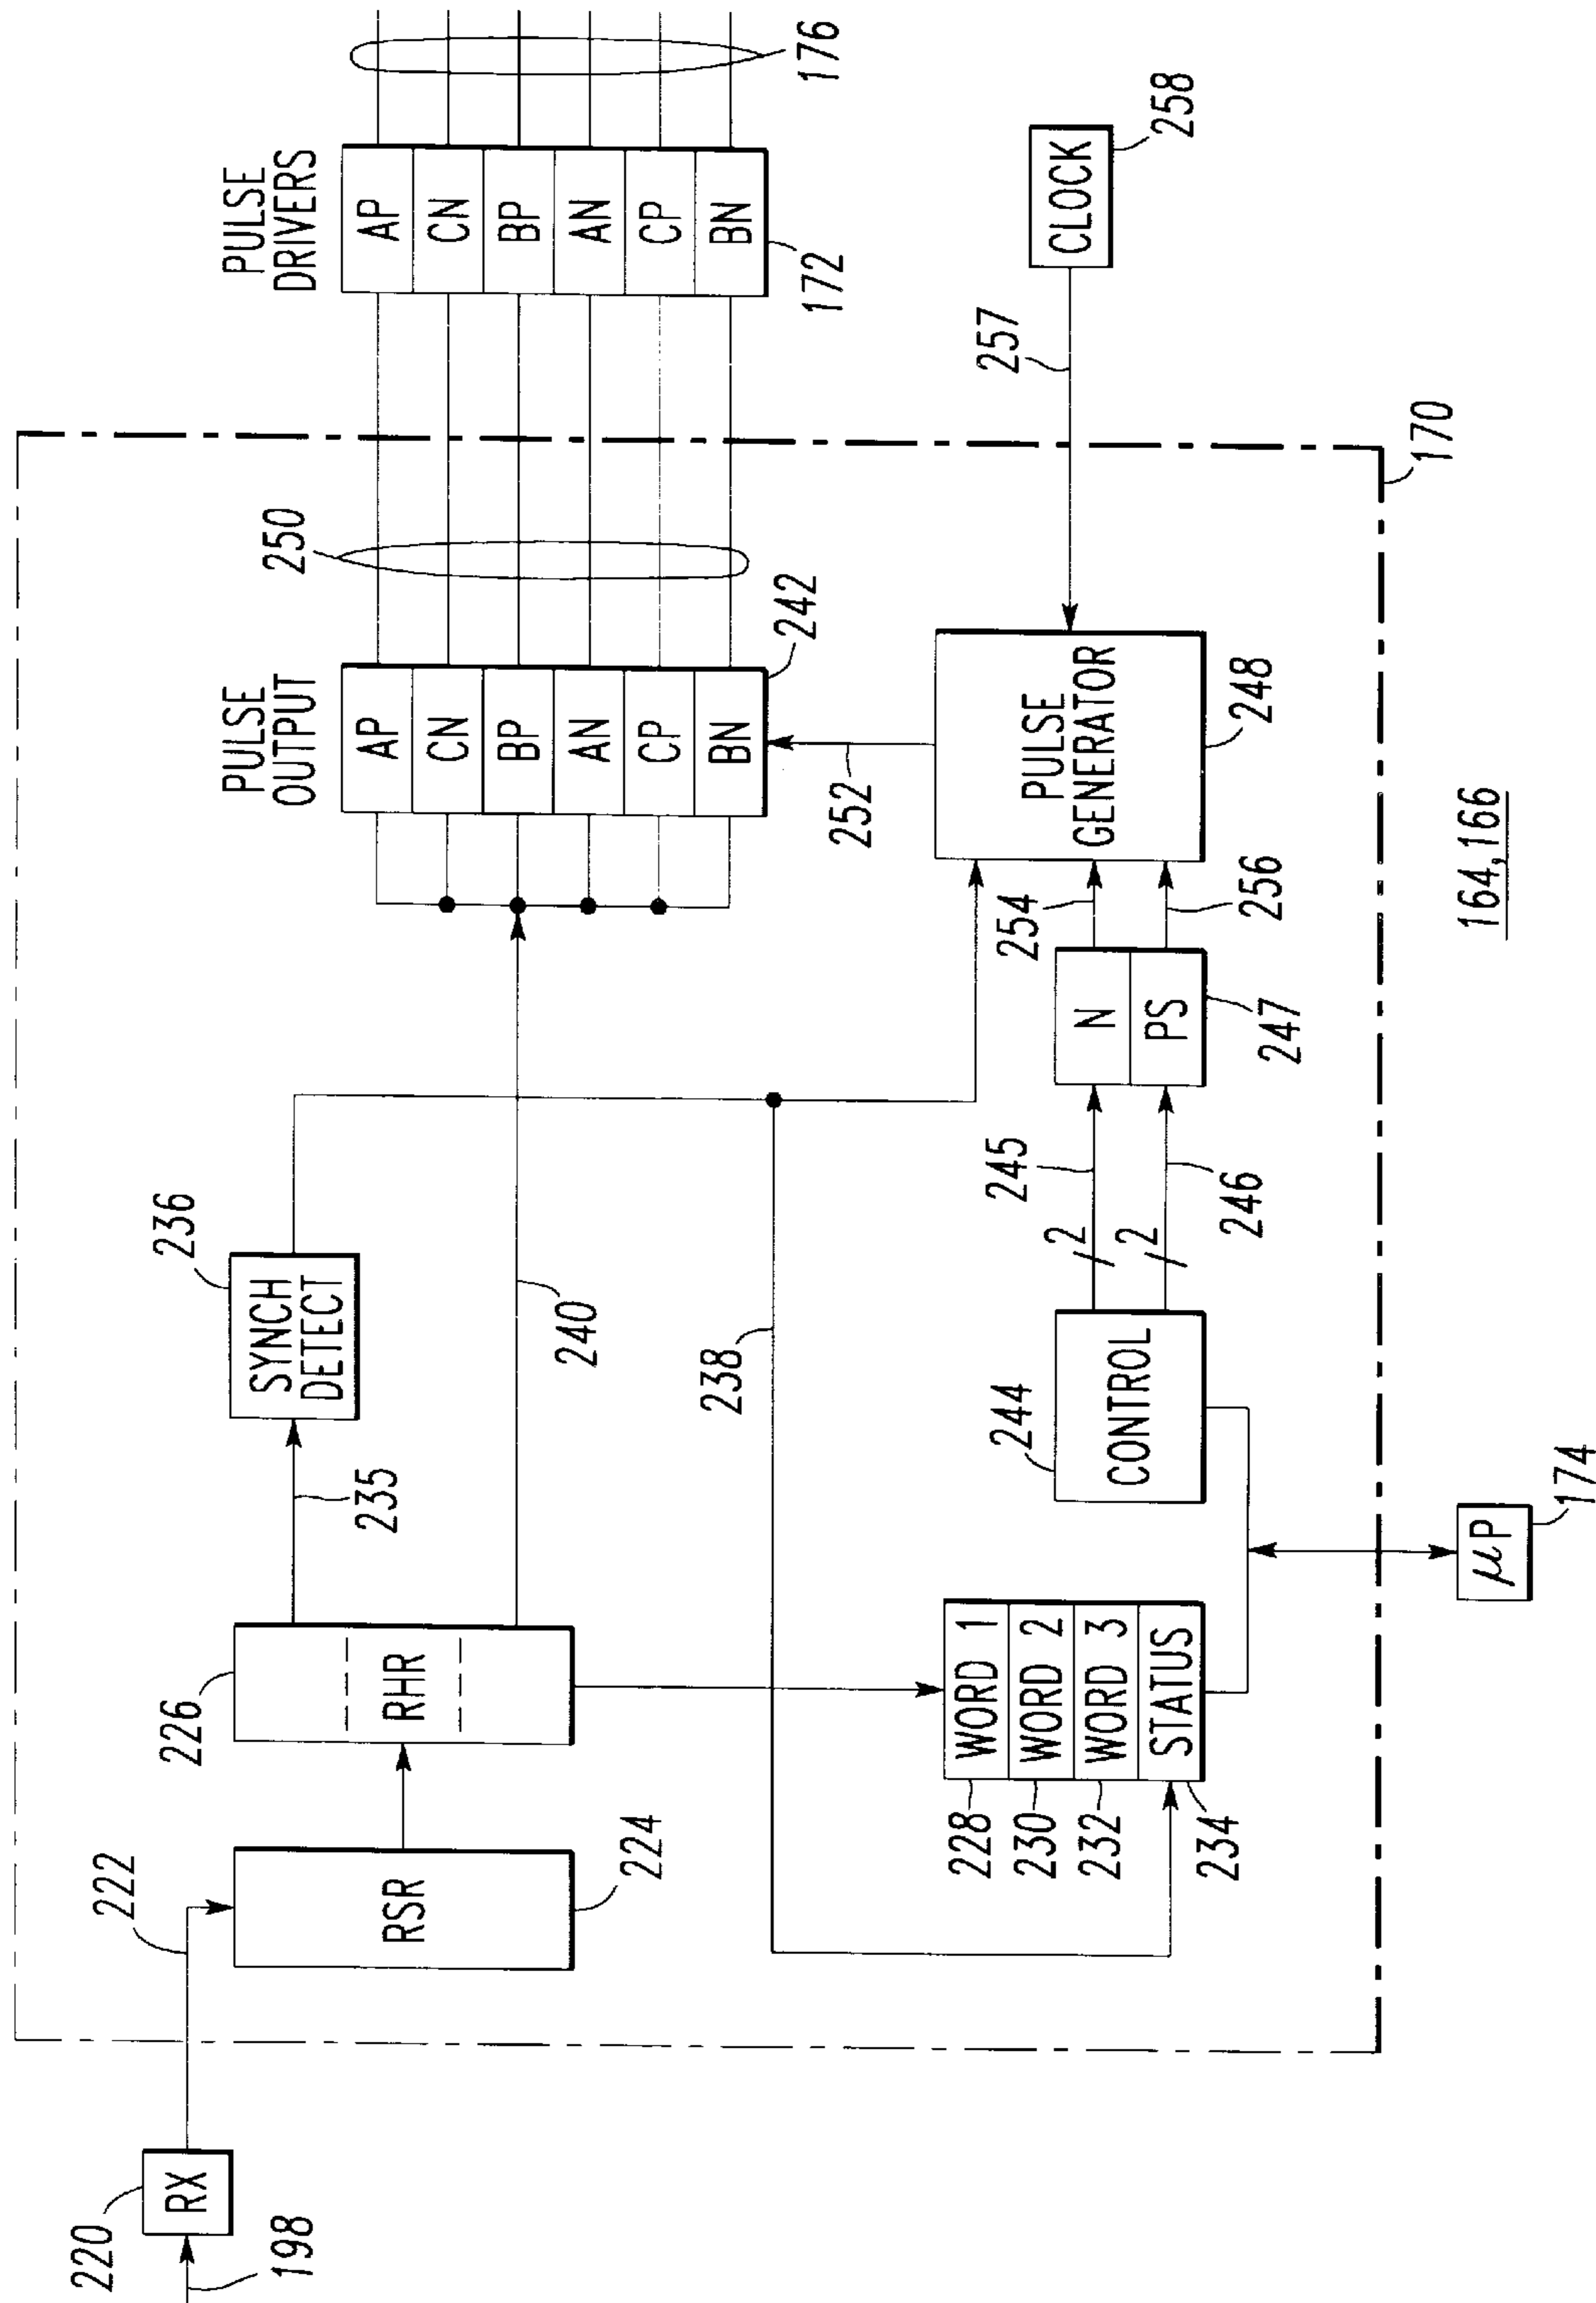 198
220
RX
222
RSR
224
226
RHR
235
SYNCH
DETECT
236
240
238
WORD 1
WORD 2
WORD 3
STATUS
228
230
232
234
μP
174
244
CONTROL
2
2
245
246
N
PS
247
254
256
PULSE
GENERATOR
248
252
PULSE
OUTPUT
AP
CN
BP
AN
CP
BN
242
250
PULSE
DRIVERS
AP
CN
BP
AN
CP
BN
172
176
257
CLOCK
258
170
164,166